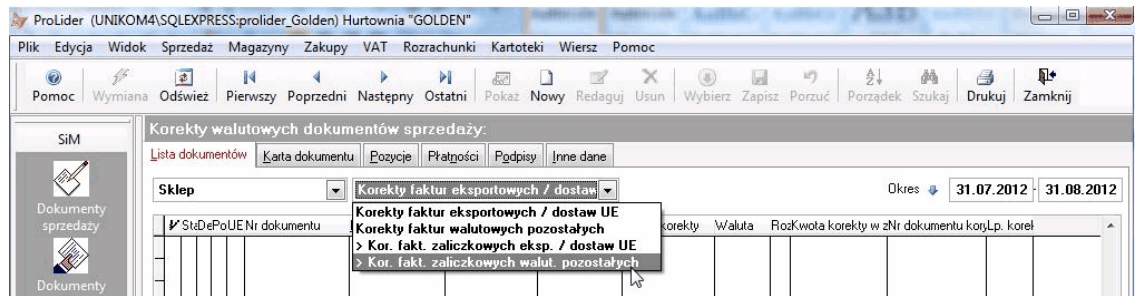 ProLider (UNIKOM4\SQLEXPRESS:prolider_Golden) Hurtownia "GOLDEN"
Plik Edycja Widok Sprzedaż Magazyny Zakupy VAT Rozrachunki Kartoteki Wiersz Pomoc
Pomoc Wymiana Odśwież Pierwszy Poprzedni Następny Ostatni Pokaż Nowy Redaguj Usun Wybierz Zapisz Porzuć Porządek Szukaj Drukuj Zamknij
SiM
Korekty walutowych dokumentów sprzedaży:
Lista dokumentów Karta dokumentu Pozycje Płatności Podpisy Inne dane
Sklep Korekty faktur eksportowych / dostaw Okres 31.07.2012 - 31.08.2012
Dokumenty sprzedaży
Korekty faktur eksportowych / dostaw UE
Korekty faktur walutowych pozostałych
> Kor. fakt. zaliczkowych eksp. / dostaw UE
> Kor. fakt. zaliczkowych walut. pozostałych
StaDePoUE Nr dokumentu korekty Waluta RozKwota korekty w zNr dokumentu koryLp. koreł
Dokumenty